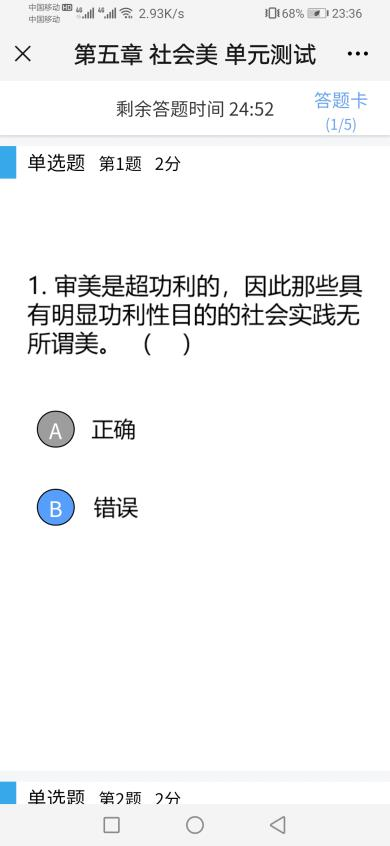 中国移动 HD 46 46 2.93K/s 68% 23:36
中国移动
第五章 社会美 单元测试
剩余答题时间 24:52
答题卡
(1/5)
单选题 第1题 2分
1. 审美是超功利的，因此那些具
有明显功利性目的的社会实践无
所谓美。 （ ）
A 正确
B 错误
单选题 第2题 2分